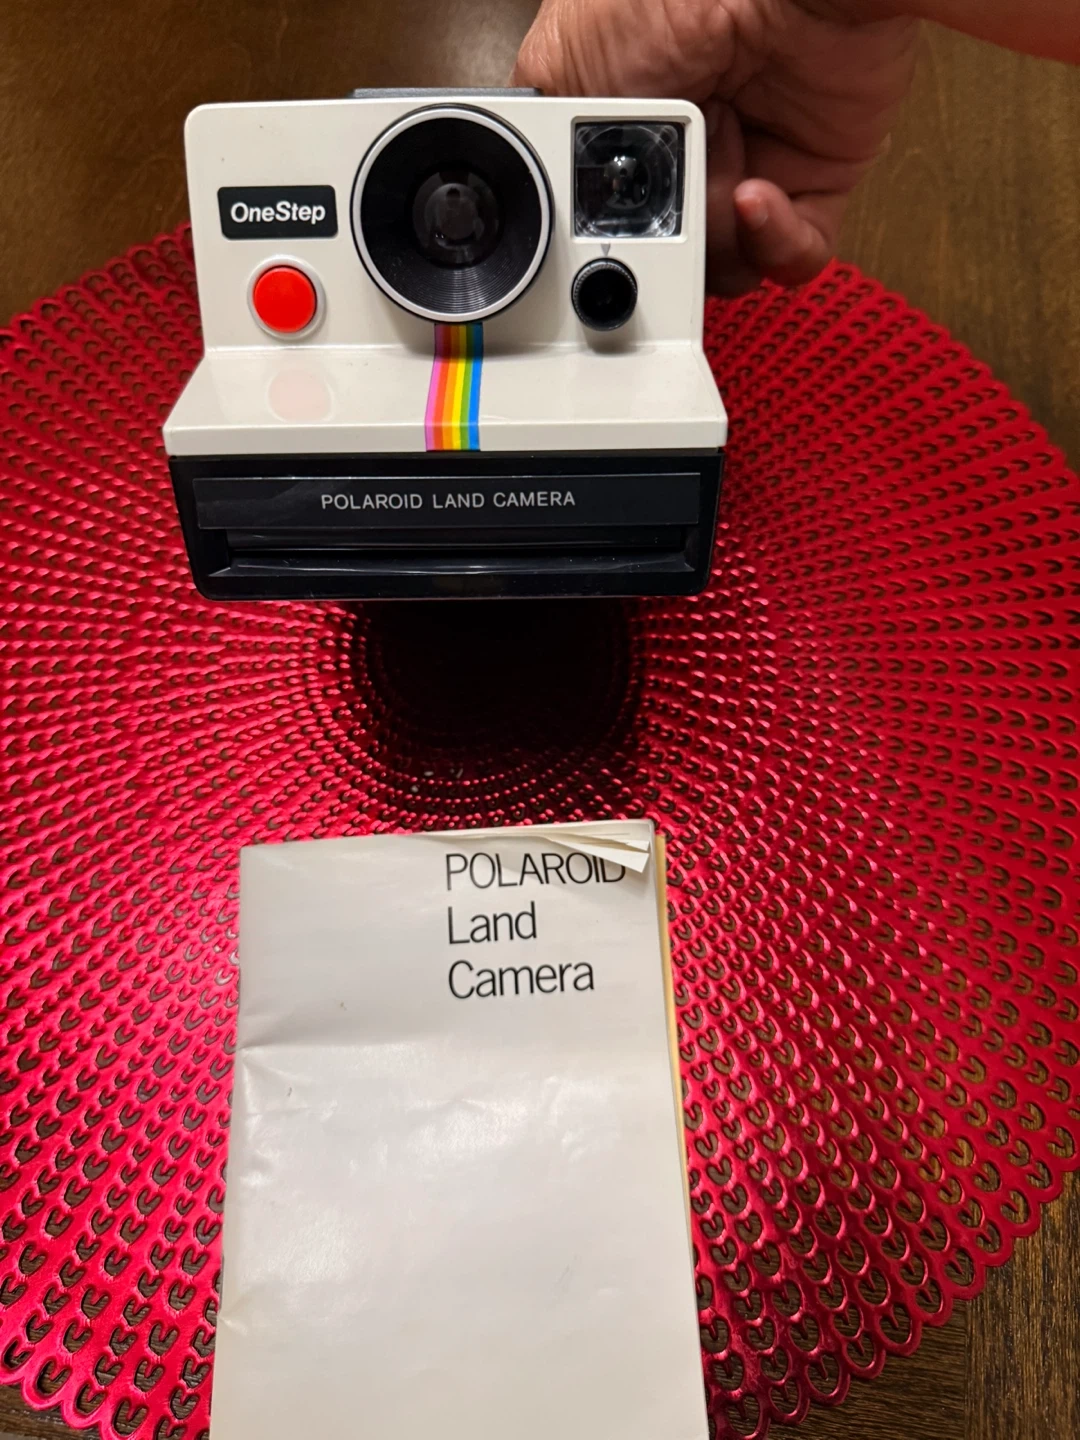 OneStep
POLAROID LAND CAMERA
POLAROID
Land
Camera